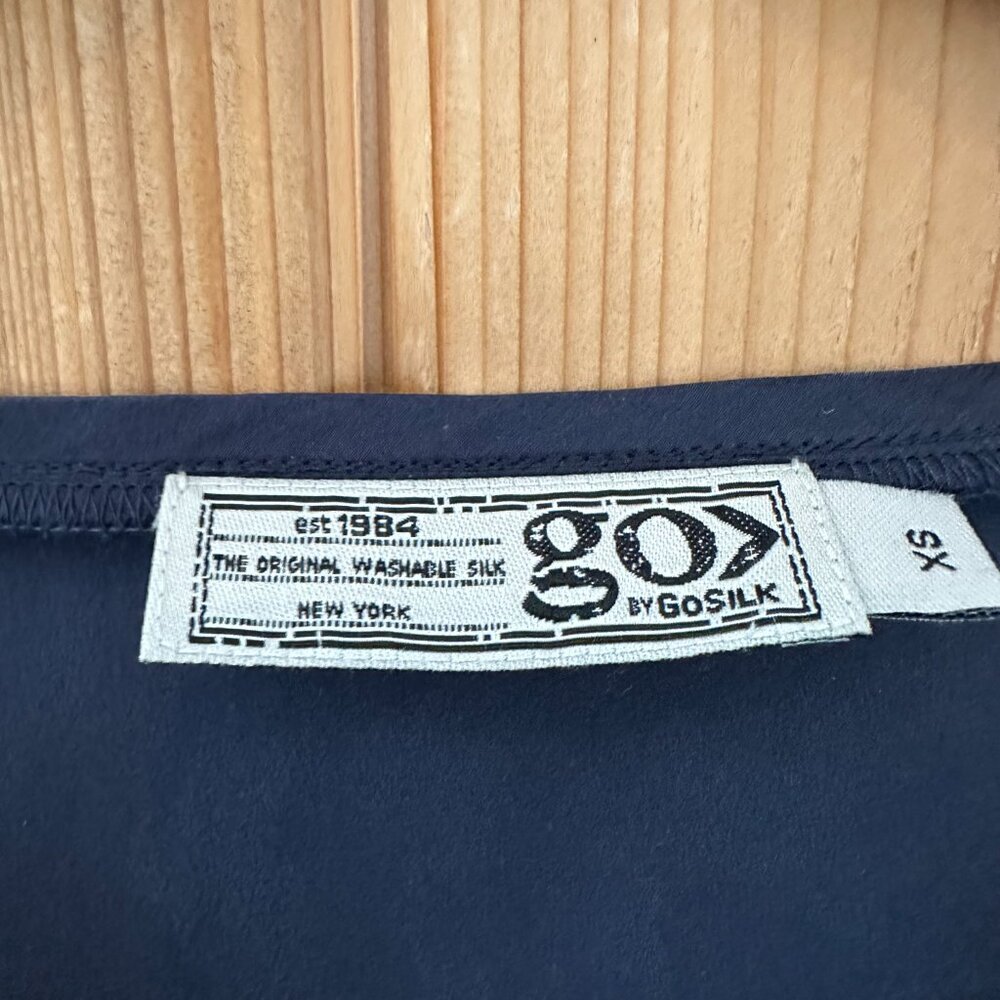 est 1984
THE ORIGINAL WASHABLE SILK
NEW YORK
go>
BY GOSILK
XS